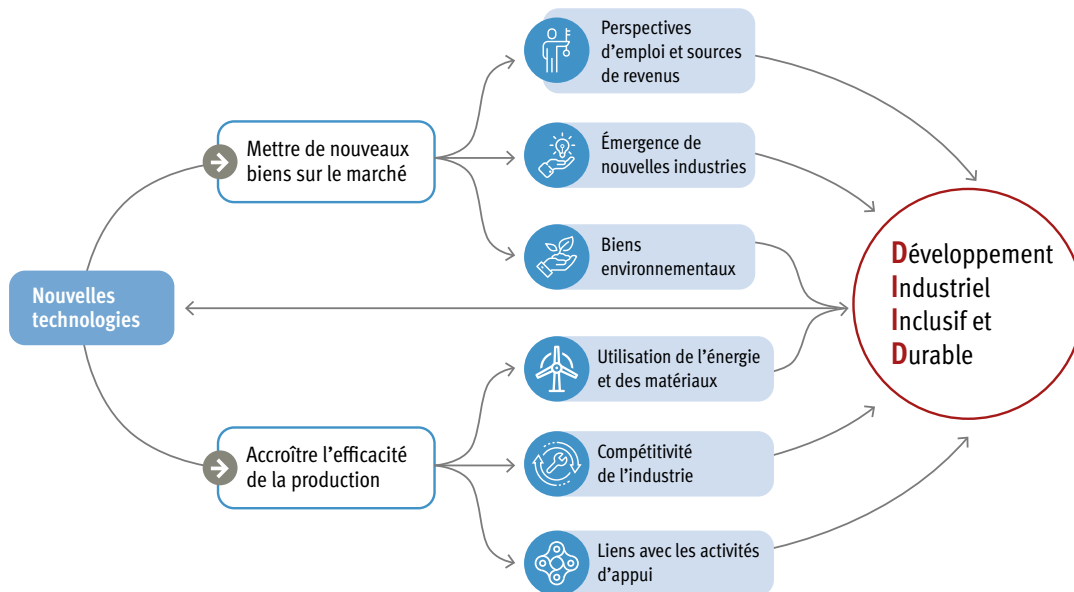 Perspectives
d'emploi et sources
de revenus
Mettre de nouveaux
biens sur le marché
Émergence de
nouvelles industries
Biens
environnementaux
Nouvelles
technologies
Développement
Industriel
Inclusif et
Durable
Utilisation de l'énergie
et des matériaux
Accroître l'efficacité
de la production
Compétitivité
de l'industrie
Liens avec les activités
d'appui